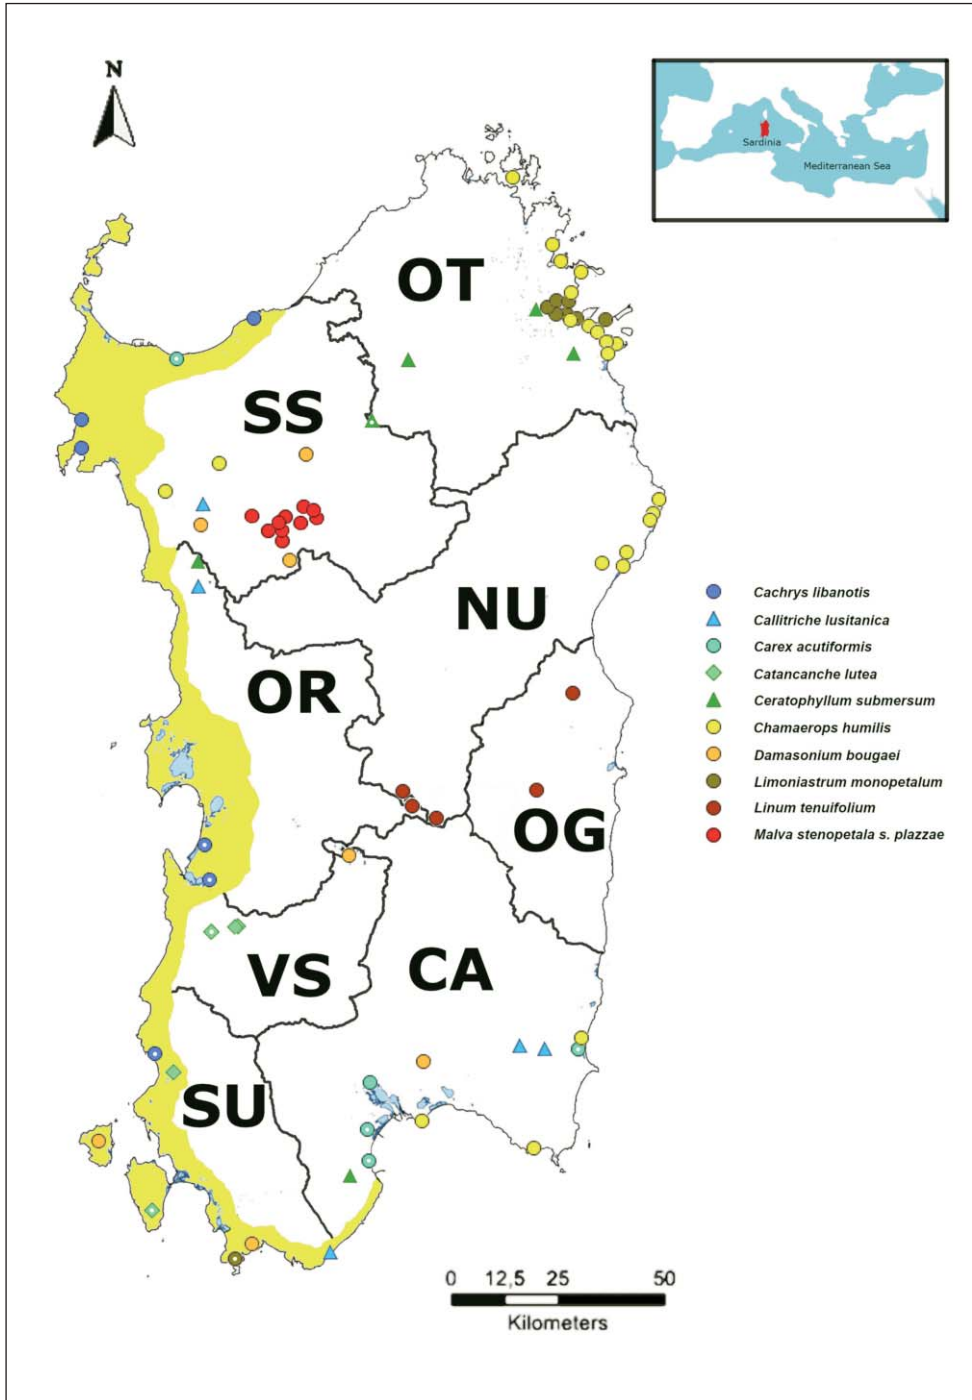 N
Sardinia
Mediterranean Sea
OT
SS
NU
OR
OG
VS
CA
SU
Cachrys libanotis
Callitriche lusitanica
Carex acutiformis
Catancanche lutea
Ceratophyllum submersum
Chamaerops humilis
Damasonium bougaei
Limoniastrum monopetalum
Linum tenuifolium
Malva stenopetala s. plazzae
0 12,5 25 50
Kilometers